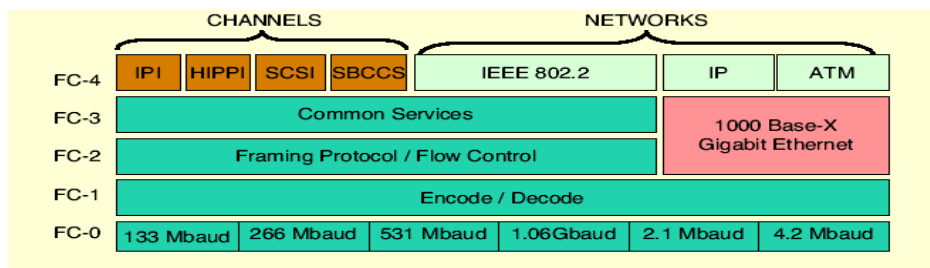 CHANNELS NETWORKS
FC-4 IPI HIPPI SCSI SBCCS IEEE 802.2 IP ATM
FC-3 Common Services 1000 Base-X
Gigabit Ethernet
FC-2 Framing Protocol / Flow Control
FC-1 Encode / Decode
FC-0 133 Mbaud 266 Mbaud 531 Mbaud 1.06Gbaud 2.1 Mbaud 4.2 Mbaud